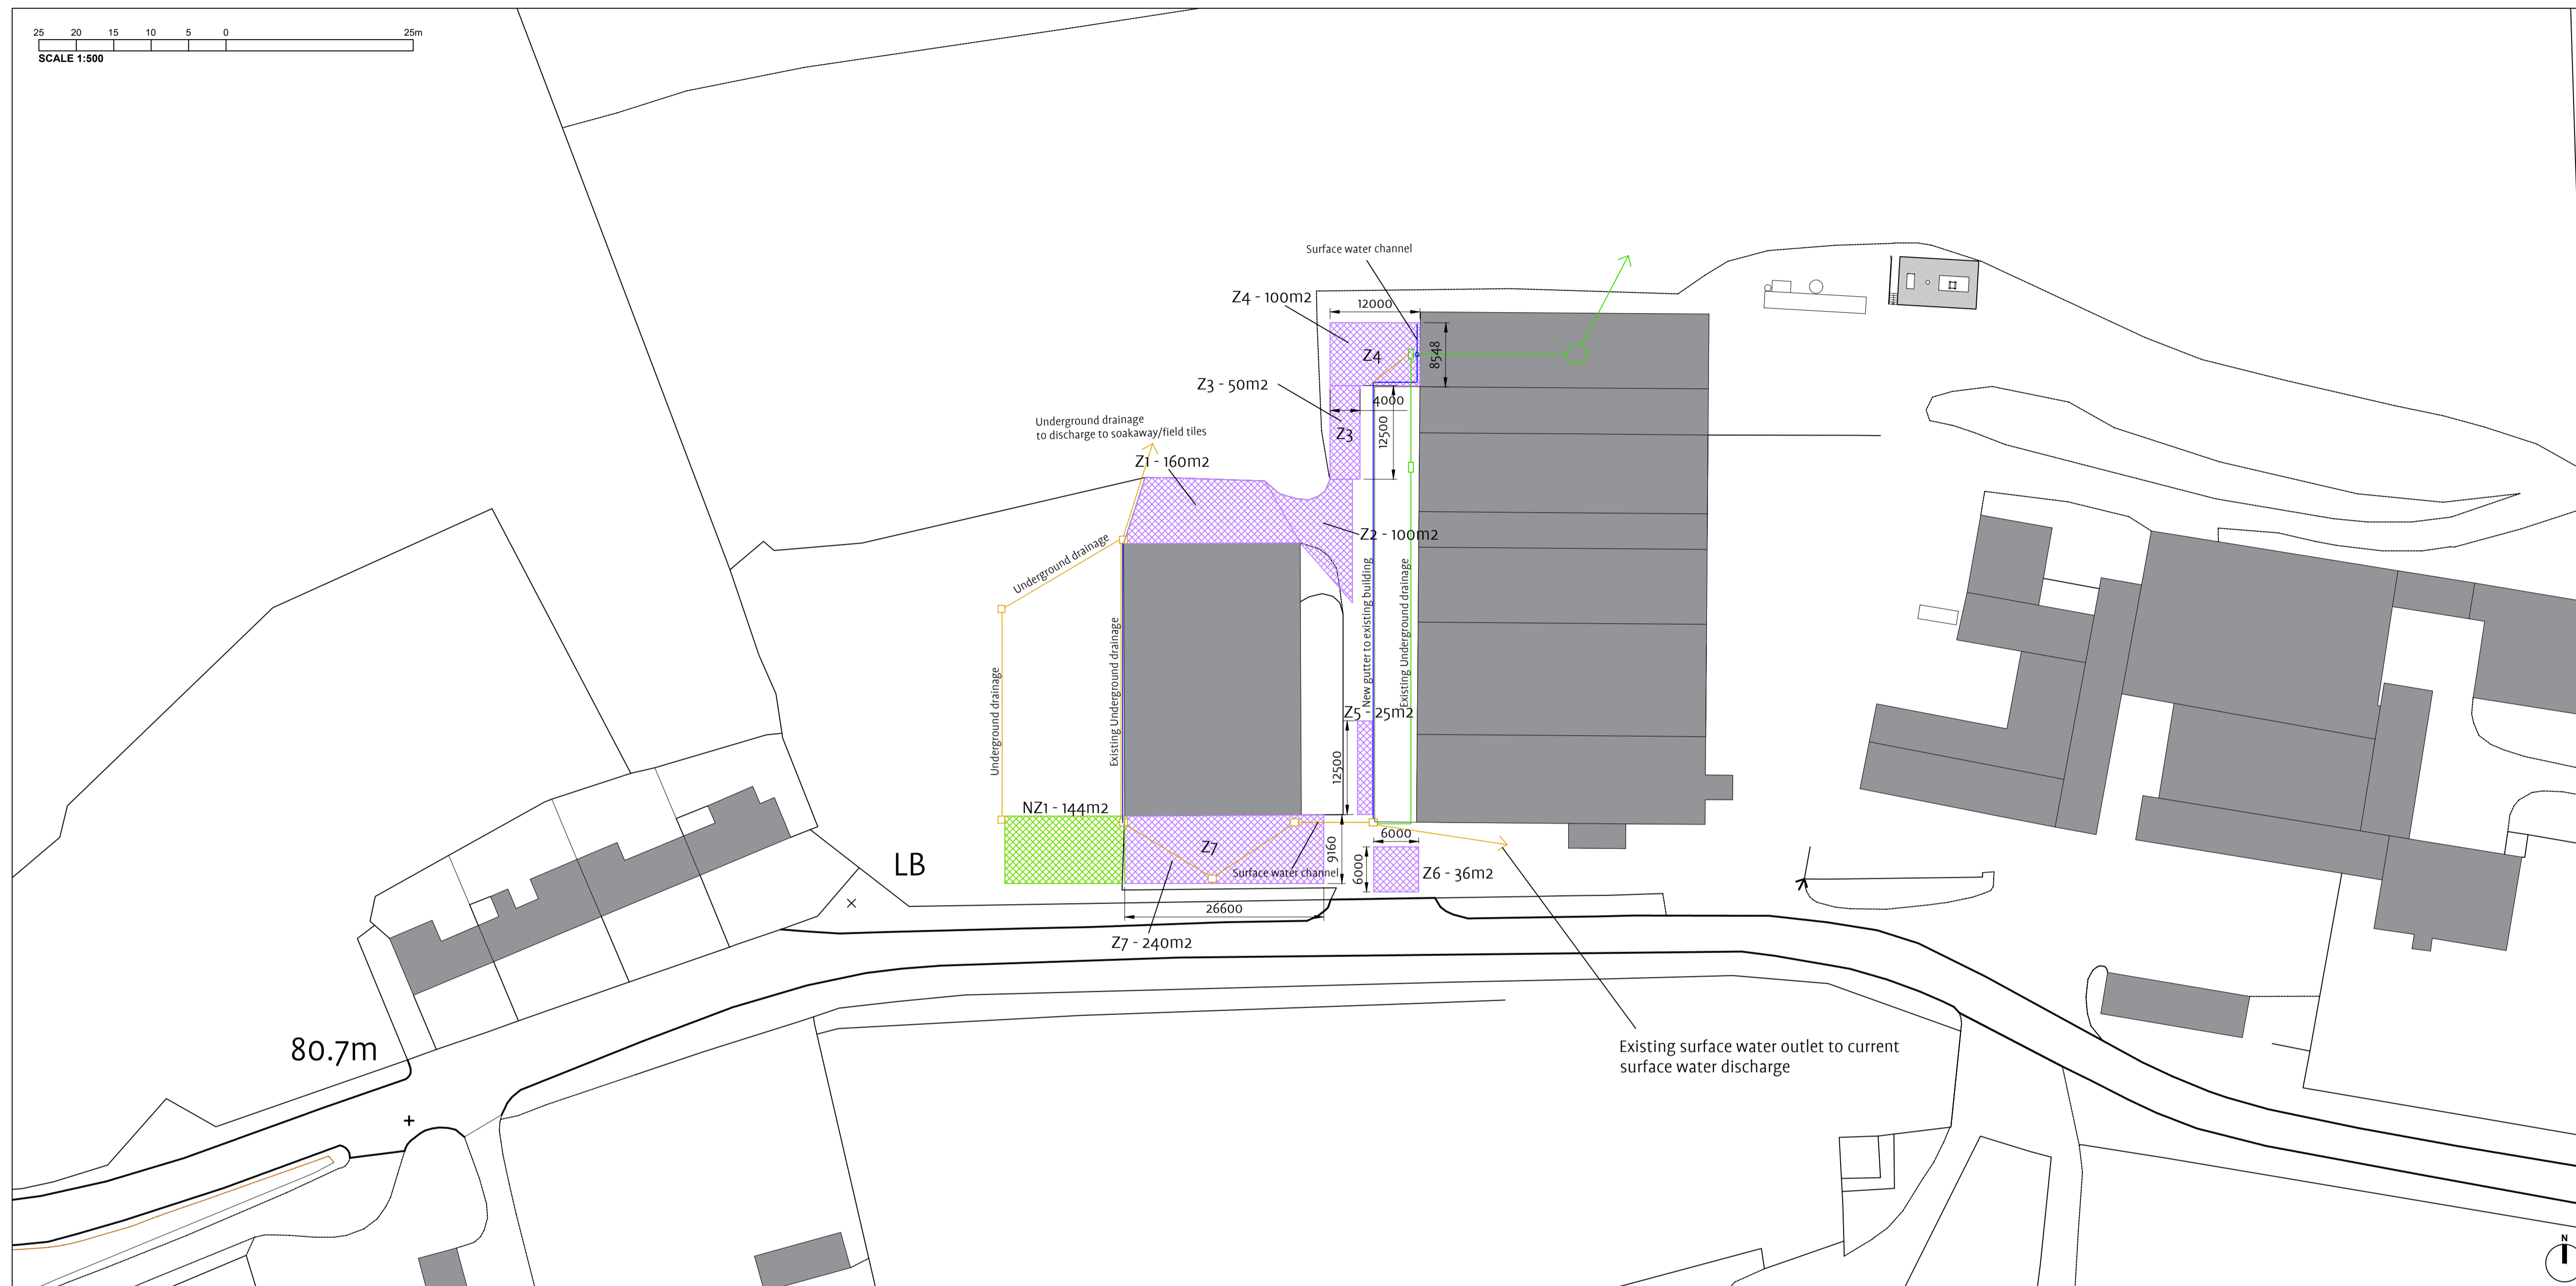 25 20 15 10 5 0 25m
SCALE 1:500
Surface water channel
Z4 - 100m2
12000
Z4
8548
Z3 - 50m2
4000
12500
Z3
Underground drainage
to discharge to soakaway/field tiles
Z1 - 160m2
Z2 - 100m2
Underground drainage
Underground drainage
Existing Underground drainage
New gutter to existing building
Existing Underground drainage
Z5 - 25m2
12500
NZ1 - 144m2
Z7
9160
6000
6000
Surface water channel
Z6 - 36m2
LB
26600
Z7 - 240m2
80.7m
Existing surface water outlet to current
surface water discharge
N